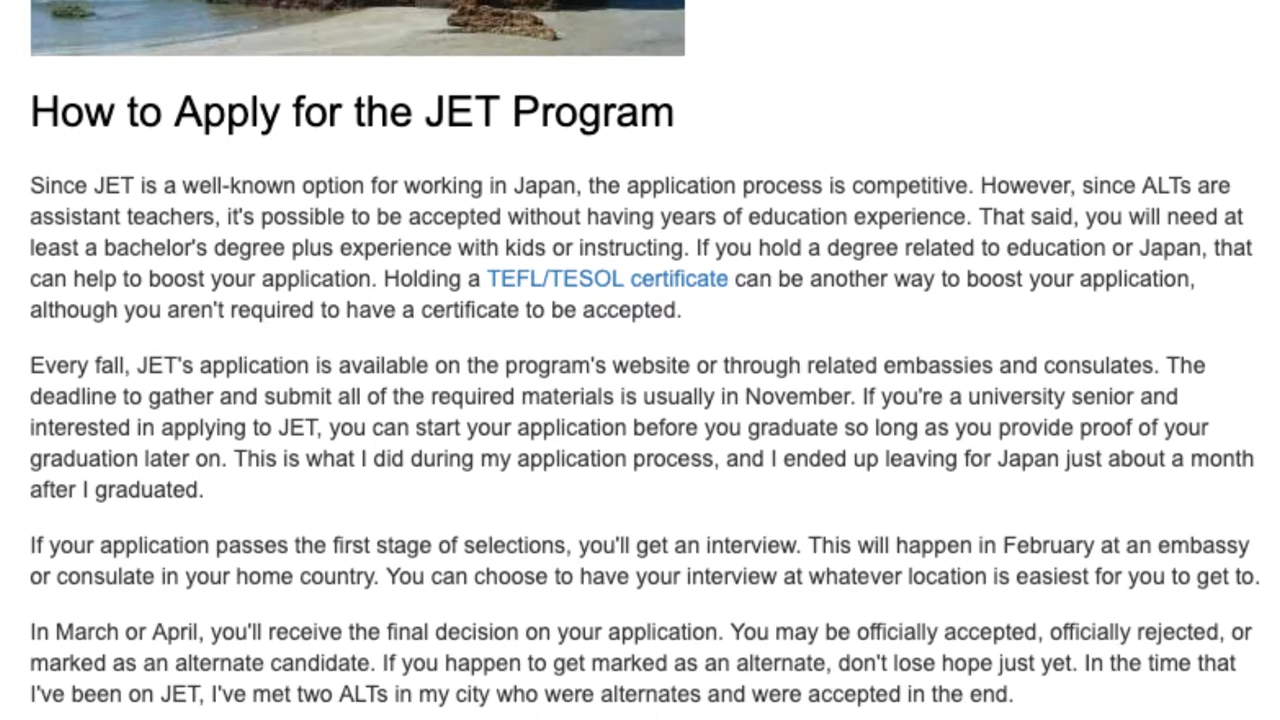 How to Apply for the JET Program
Since JET is a well-known option for working in Japan, the application process is competitive. However, since ALTs are
assistant teachers, it's possible to be accepted without having years of education experience. That said, you will need at
least a bachelor's degree plus experience with kids or instructing. If you hold a degree related to education or Japan, that
can help to boost your application. Holding a TEFL/TESOL certificate can be another way to boost your application,
although you aren't required to have a certificate to be accepted.
Every fall, JET's application is available on the program's website or through related embassies and consulates. The
deadline to gather and submit all of the required materials is usually in November. If you're a university senior and
interested in applying to JET, you can start your application before you graduate so long as you provide proof of your
graduation later on. This is what I did during my application process, and I ended up leaving for Japan just about a month
after I graduated.
If your application passes the first stage of selections, you'll get an interview. This will happen in February at an embassy
or consulate in your home country. You can choose to have your interview at whatever location is easiest for you to get to.
In March or April, you'll receive the final decision on your application. You may be officially accepted, officially rejected, or
marked as an alternate candidate. If you happen to get marked as an alternate, don't lose hope just yet. In the time that
I've been on JET, I've met two ALTs in my city who were alternates and were accepted in the end.